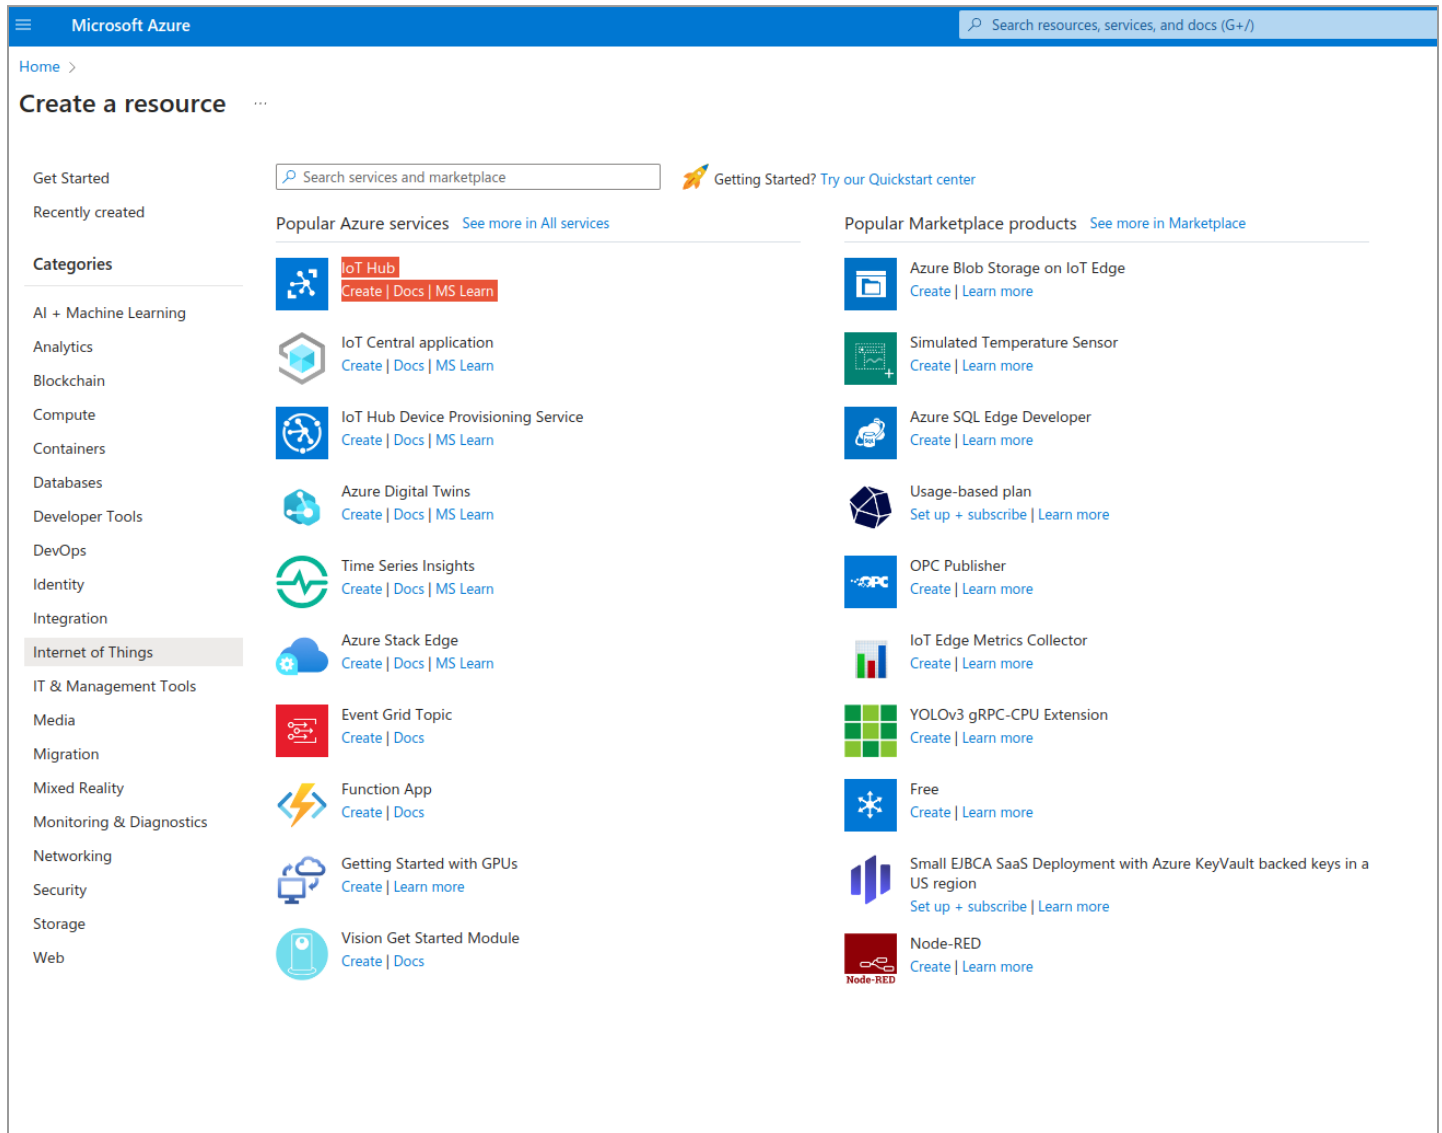 Microsoft Azure
Search resources, services, and docs (G+/)
Home >
Create a resource ...
Get Started
Recently created
Categories
AI + Machine Learning
Analytics
Blockchain
Compute
Containers
Databases
Developer Tools
DevOps
Identity
Integration
Internet of Things
IT & Management Tools
Media
Migration
Mixed Reality
Monitoring & Diagnostics
Networking
Security
Storage
Web
Search services and marketplace
Getting Started? Try our Quickstart center
Popular Azure services See more in All services
IoT Hub
Create | Docs | MS Learn
IoT Central application
Create | Docs | MS Learn
IoT Hub Device Provisioning Service
Create | Docs | MS Learn
Azure Digital Twins
Create | Docs | MS Learn
Time Series Insights
Create | Docs | MS Learn
Azure Stack Edge
Create | Docs | MS Learn
Event Grid Topic
Create | Docs
Function App
Create | Docs
Getting Started with GPUs
Create | Learn more
Vision Get Started Module
Create | Docs
Popular Marketplace products See more in Marketplace
Azure Blob Storage on IoT Edge
Create | Learn more
Simulated Temperature Sensor
Create | Learn more
SQL
Azure SQL Edge Developer
Create | Learn more
Usage-based plan
Set up + subscribe | Learn more
OPC
OPC Publisher
Create | Learn more
IoT Edge Metrics Collector
Create | Learn more
YOLOv3 gRPC-CPU Extension
Create | Learn more
Free
Create | Learn more
Small EJBCA SaaS Deployment with Azure KeyVault backed keys in a
US region
Set up + subscribe | Learn more
Node-RED
Node-RED
Create | Learn more